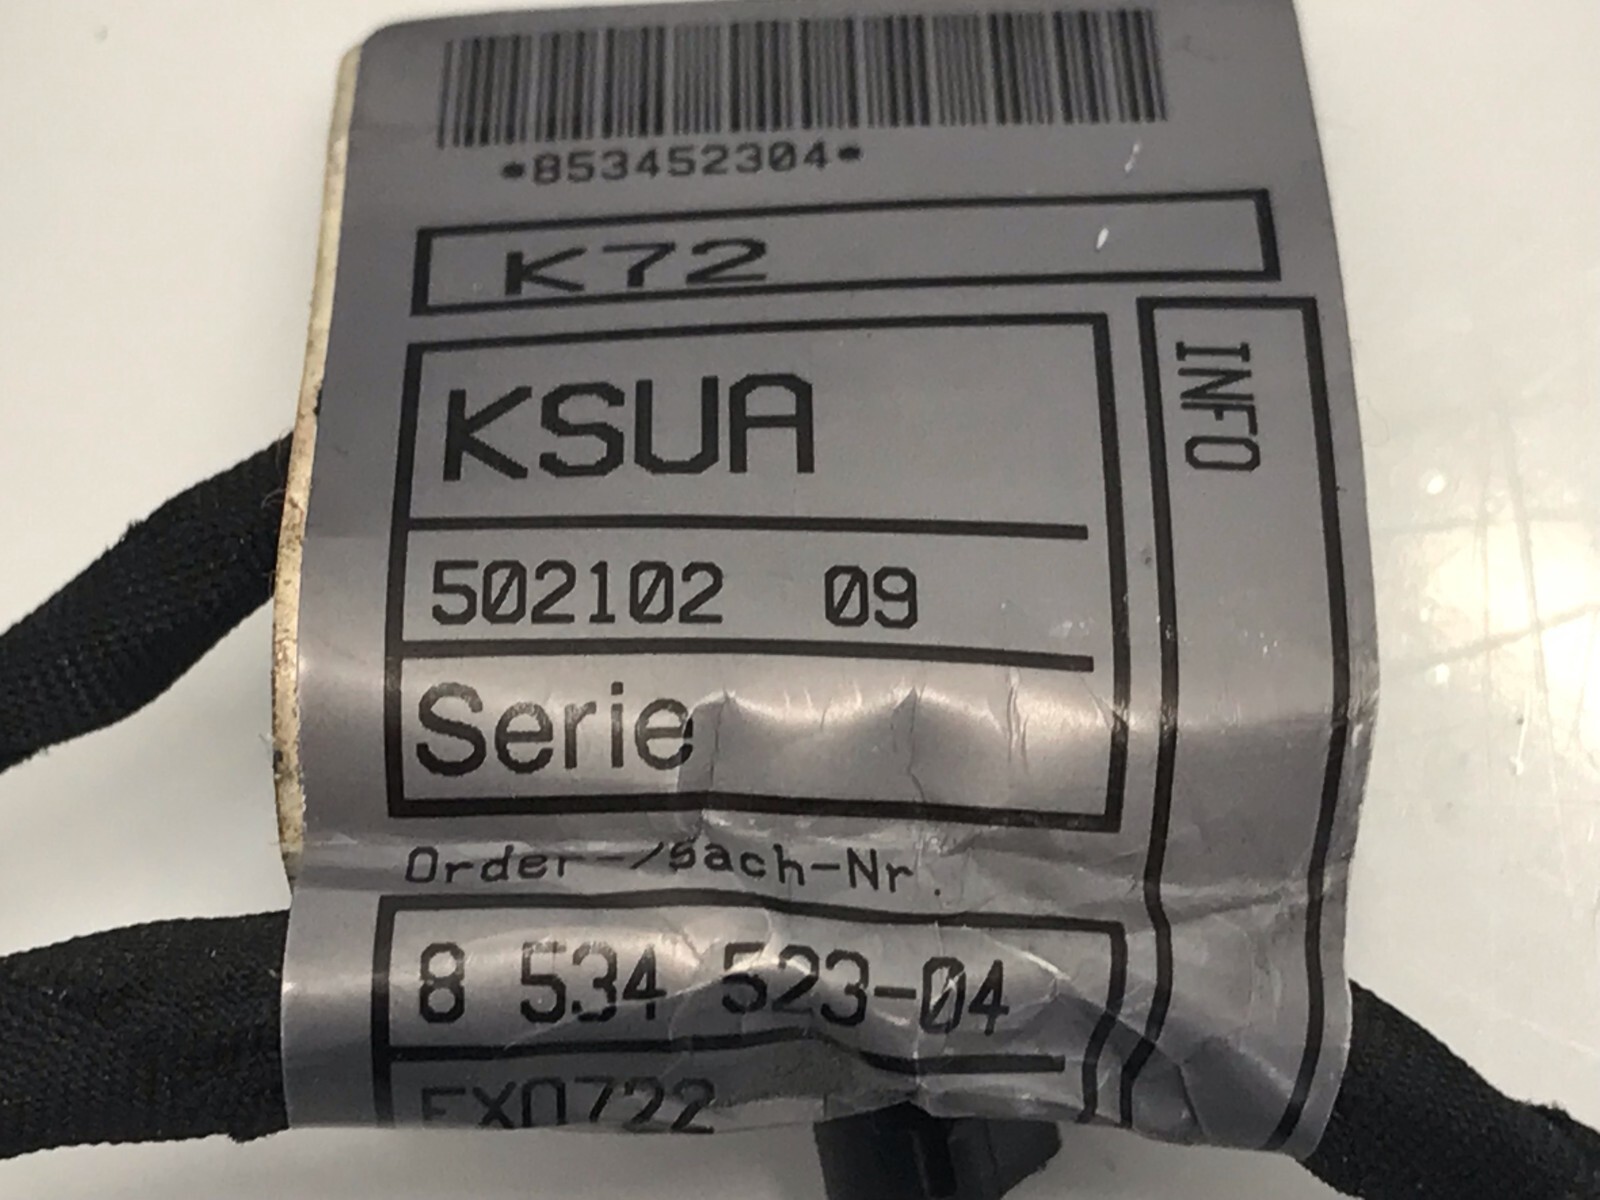 *853452304*
K72
INFO
KSUA
502102 09
Serie
Order-/Sach-Nr.
8 534 523-04